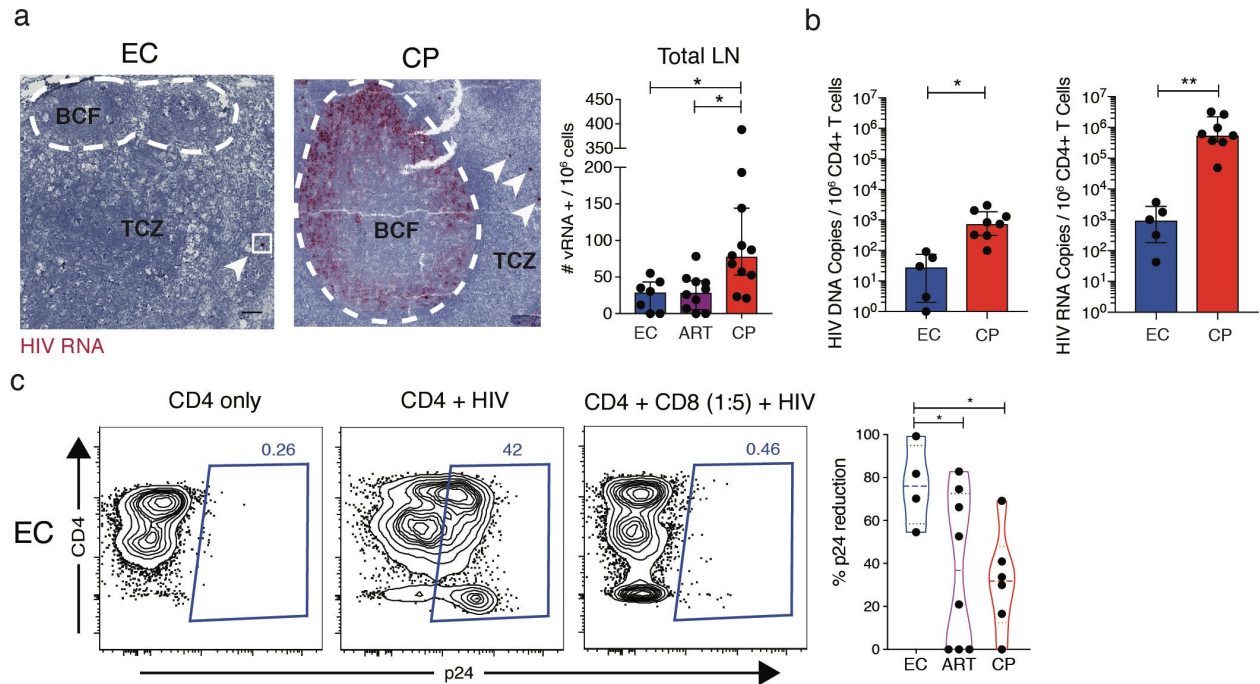 a
EC
CP
Total LN
BCF
TCZ
BCF
TCZ
HIV RNA
# vRNA + / 10⁶ cells
450
400
350
200
150
100
50
0
* 
*
EC ART CP
b
HIV DNA Copies / 10⁶ CD4+ T Cells
10⁷
10⁶
10⁵
10⁴
10³
10²
10¹
10⁰
*
EC CP
HIV RNA Copies / 10⁶ CD4+ T Cells
10⁷
10⁶
10⁵
10⁴
10³
10²
10¹
10⁰
**
EC CP
c
CD4 only
CD4 + HIV
CD4 + CD8 (1:5) + HIV
0.26
42
0.46
EC
CD4
p24
% p24 reduction
100
80
60
40
20
0
*
*
EC ART CP